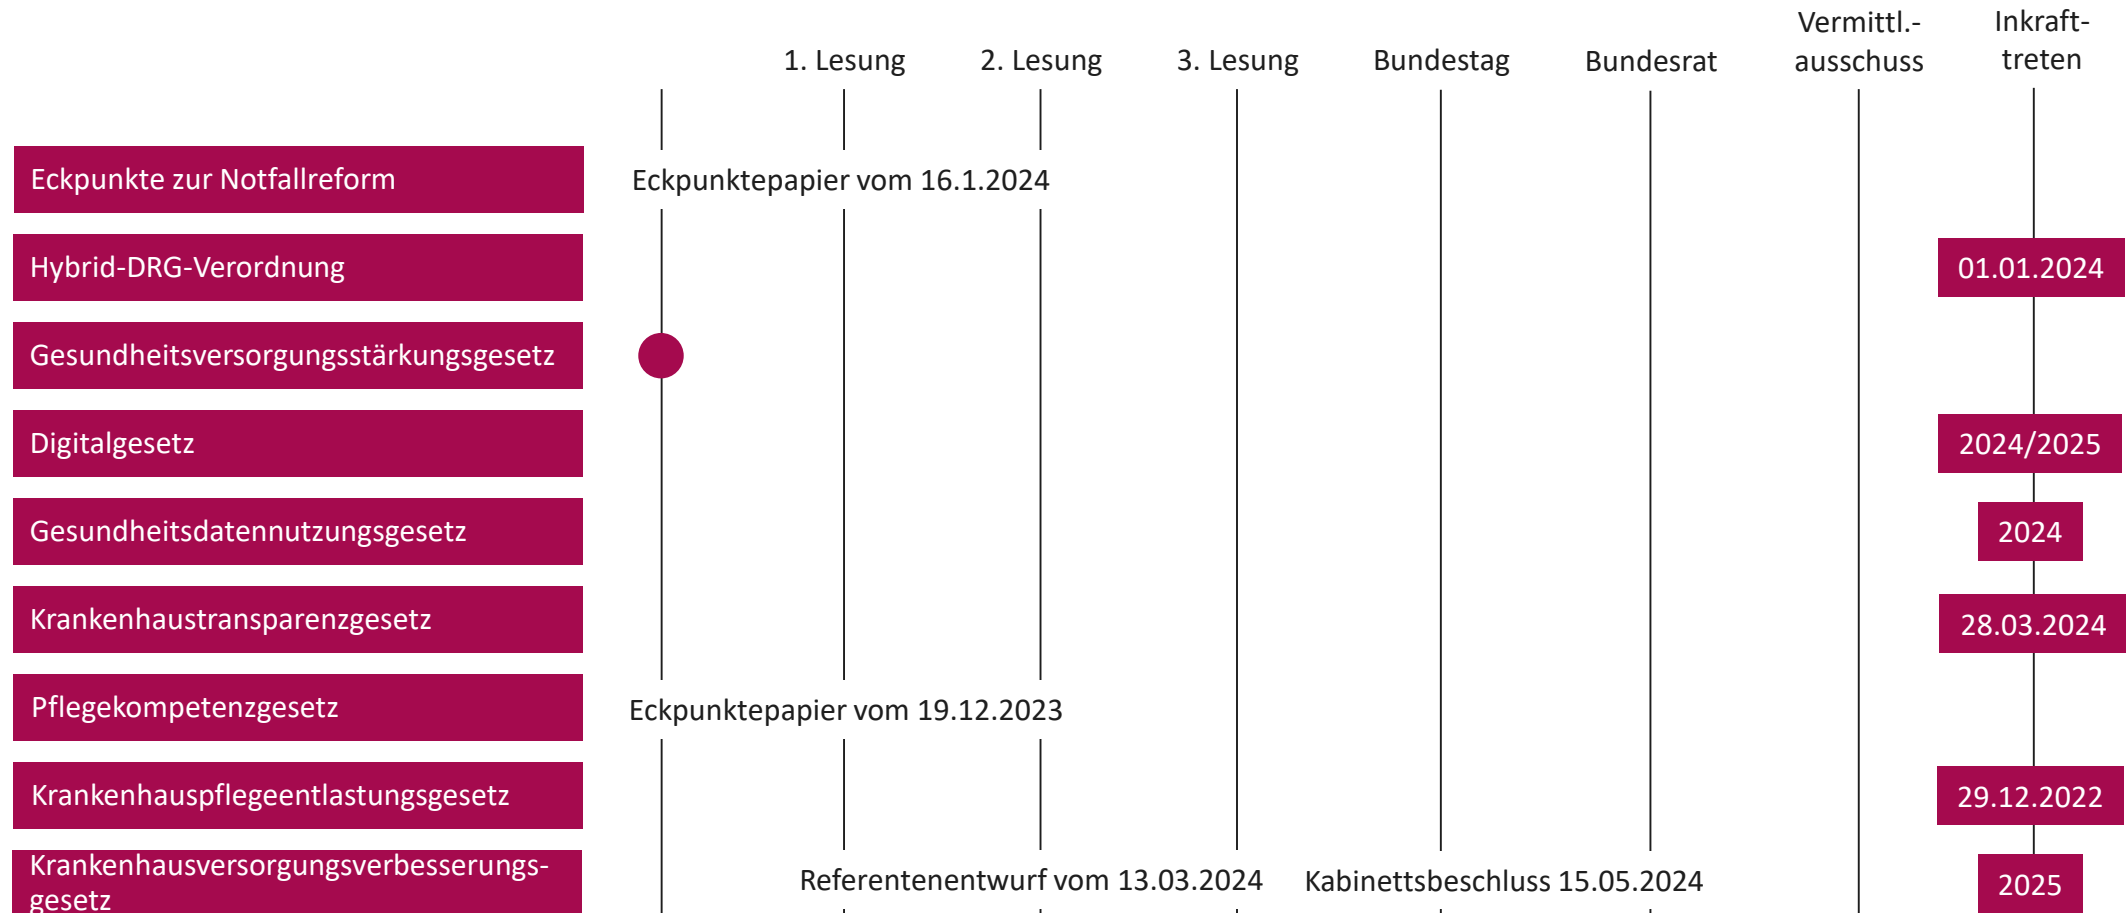 1. Lesung
2. Lesung
3. Lesung
Bundestag
Bundesrat
Vermittl.-
ausschuss
Inkraft-
treten
Eckpunkte zur Notfallreform
Eckpunktepapier vom 16.1.2024
Hybrid-DRG-Verordnung
01.01.2024
Gesundheitsversorgungsstärkungsgesetz
Digitalgesetz
2024/2025
Gesundheitsdatennutzungsgesetz
2024
Krankenhaustransparenzgesetz
28.03.2024
Pflegekompetenzgesetz
Eckpunktepapier vom 19.12.2023
Krankenhauspflegeentlastungsgesetz
29.12.2022
Krankenhausversorgungsverbesserungs-
gesetz
Referentenentwurf vom 13.03.2024
Kabinettsbeschluss 15.05.2024
2025